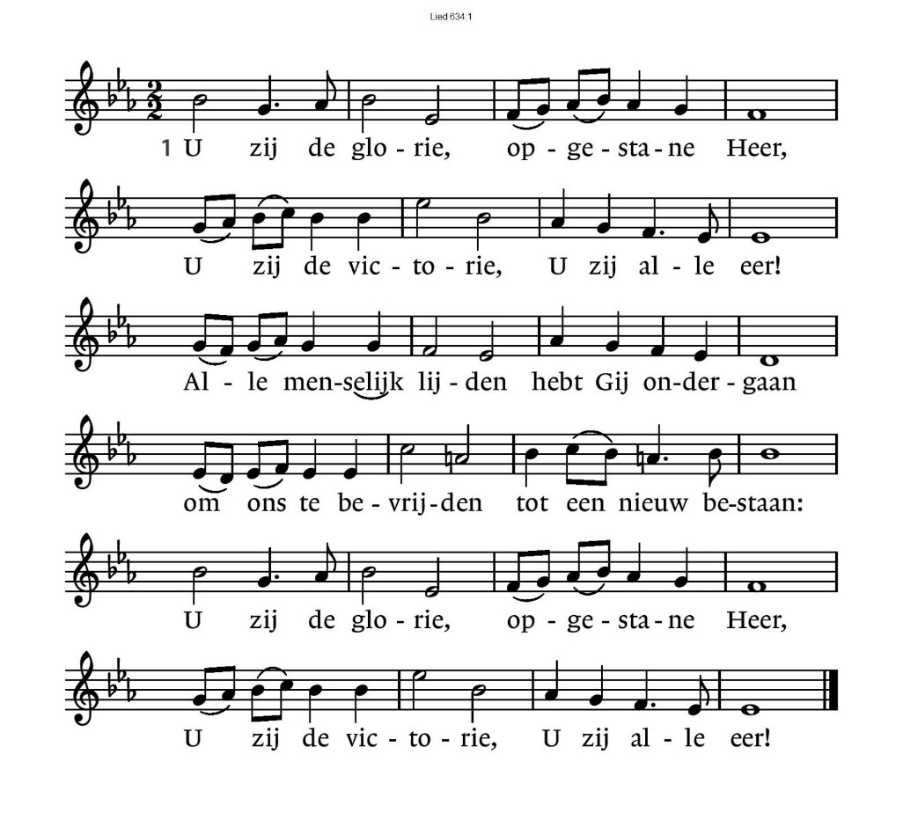 Lied 634:1
1 U zij de glo - rie, op - ge - sta - ne Heer,
U zij de vic - to - rie, U zij al - le eer!
Al - le men-selijk lij - den hebt Gij on-der - gaan
om ons te be - vrij-den tot een nieuw be-staan:
U zij de glo - rie, op - ge - sta - ne Heer,
U zij de vic - to - rie, U zij al - le eer!